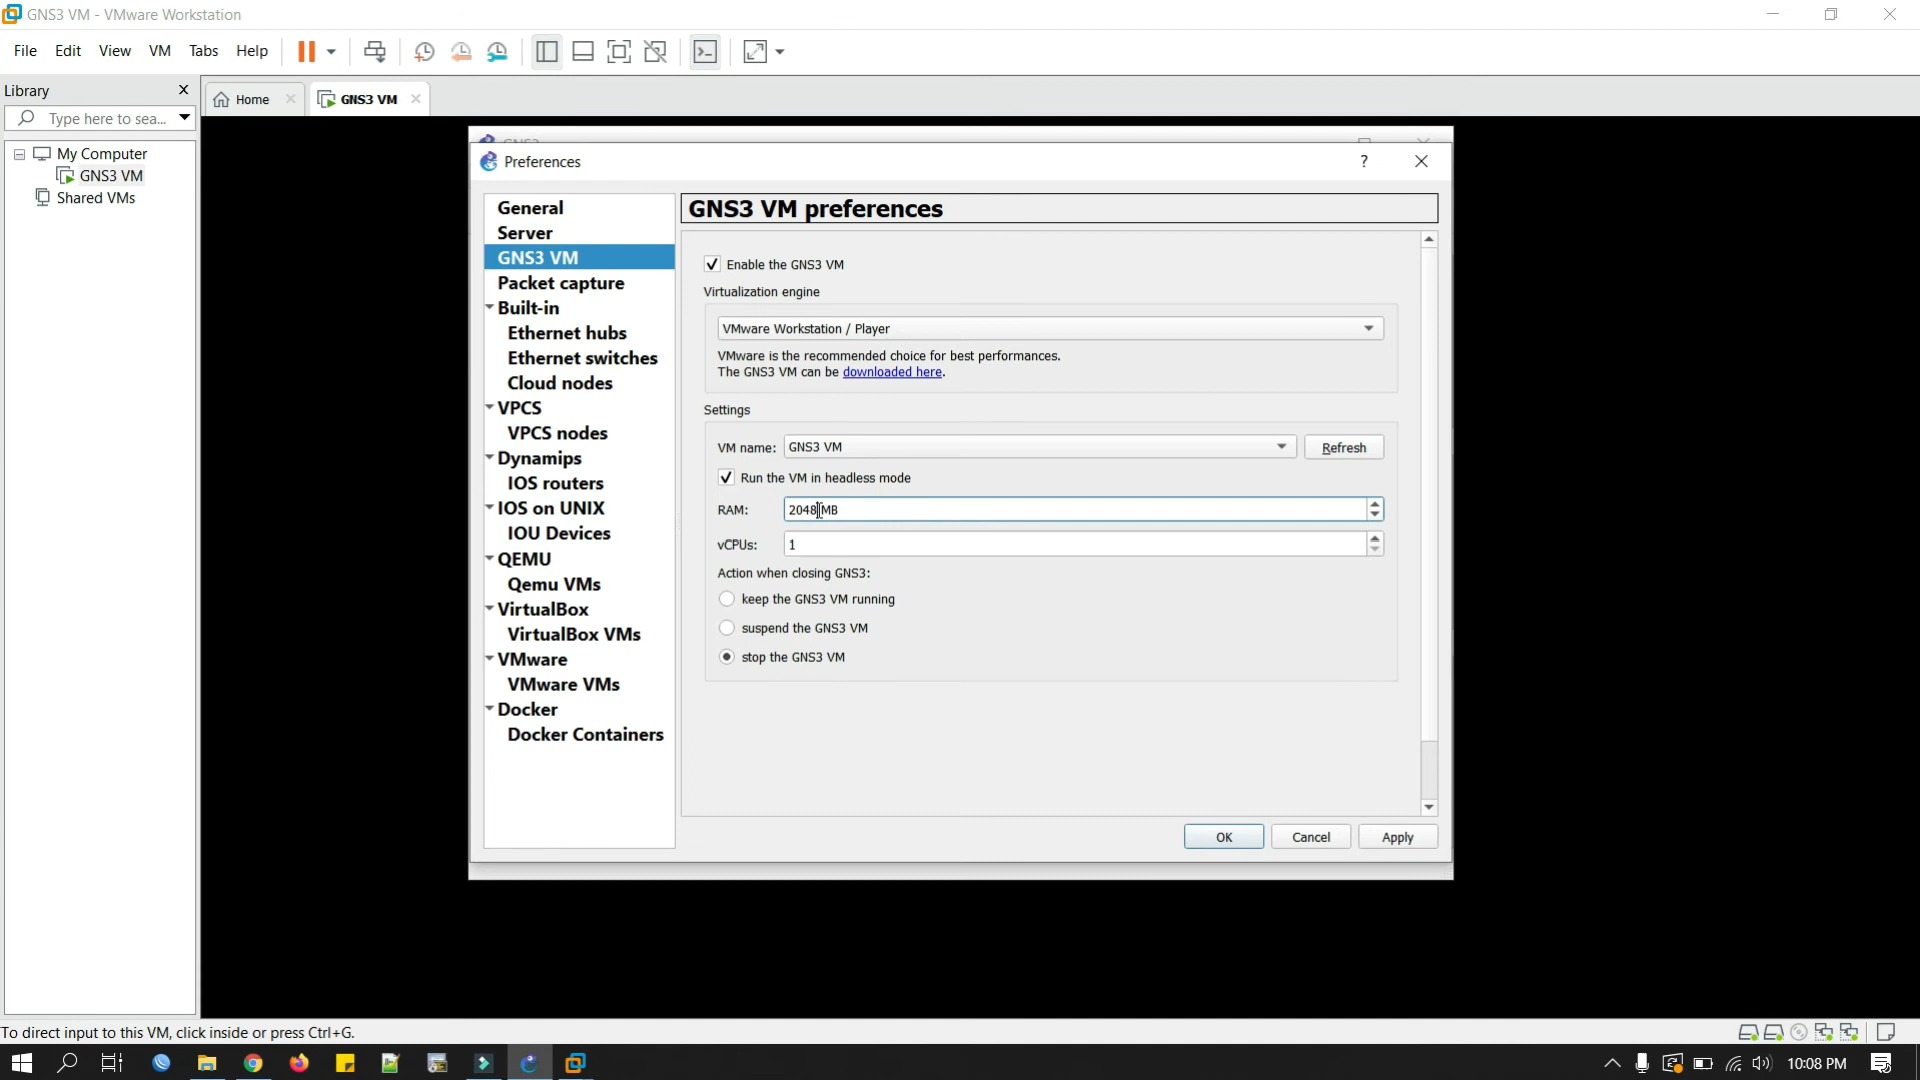 GNS3 VM - VMware Workstation
File Edit View VM Tabs Help
Library
Home GNS3 VM
Type here to sea...
My Computer
GNS3 VM
Shared VMs
GNS3
Preferences
?
General
Server
GNS3 VM
Packet capture
Built-in
Ethernet hubs
Ethernet switches
Cloud nodes
VPCS
VPCS nodes
Dynamips
IOS routers
IOS on UNIX
IOU Devices
QEMU
Qemu VMs
VirtualBox
VirtualBox VMs
VMware
VMware VMs
Docker
Docker Containers
GNS3 VM preferences
Enable the GNS3 VM
Virtualization engine
VMware Workstation / Player
VMware is the recommended choice for best performances.
The GNS3 VM can be downloaded here.
Settings
VM name: GNS3 VM Refresh
Run the VM in headless mode
RAM: 2048 MB
vCPUs: 1
Action when closing GNS3:
keep the GNS3 VM running
suspend the GNS3 VM
stop the GNS3 VM
OK Cancel Apply
To direct input to this VM, click inside or press Ctrl+G.
10:08 PM